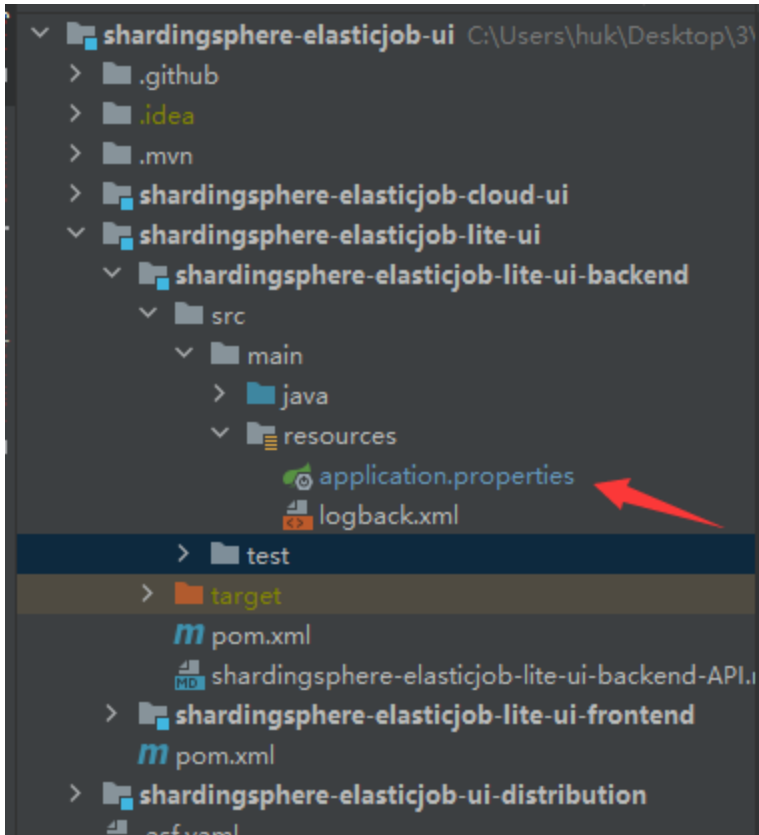 shardingsphere-elasticjob-ui C:\Users\huk\Desktop\3\
.github
.idea
.mvn
shardingsphere-elasticjob-cloud-ui
shardingsphere-elasticjob-lite-ui
shardingsphere-elasticjob-lite-ui-backend
src
main
java
resources
application.properties
logback.xml
test
target
pom.xml
shardingsphere-elasticjob-lite-ui-backend-API.
shardingsphere-elasticjob-lite-ui-frontend
pom.xml
shardingsphere-elasticjob-ui-distribution
.asf.yaml